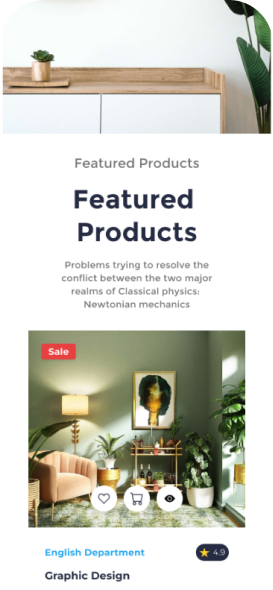 Featured Products
Featured
Products
Problems trying to resolve the
conflict between the two major
realms of Classical physics:
Newtonian mechanics
Sale
English Department
4.9
Graphic Design